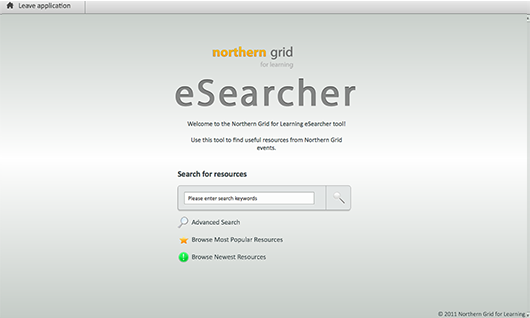 Leave application
northern grid
for learning
eSearcher
Welcome to the Northern Grid for Learning eSearcher tool!
Use this tool to find useful resources from Northern Grid
events.
Search for resources
Please enter search keywords
Advanced Search
Browse Most Popular Resources
Browse Newest Resources
© 2011 Northern Grid for Learning